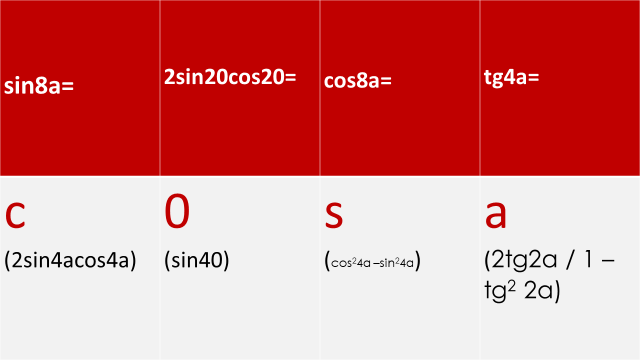 sin8a=
2sin20cos20=
cos8a=
tg4a=
c
0
s
a
(2sin4acos4a)
(sin40)
(cos²4a –sin²4a)
(2tg2a / 1 –
tg² 2a)